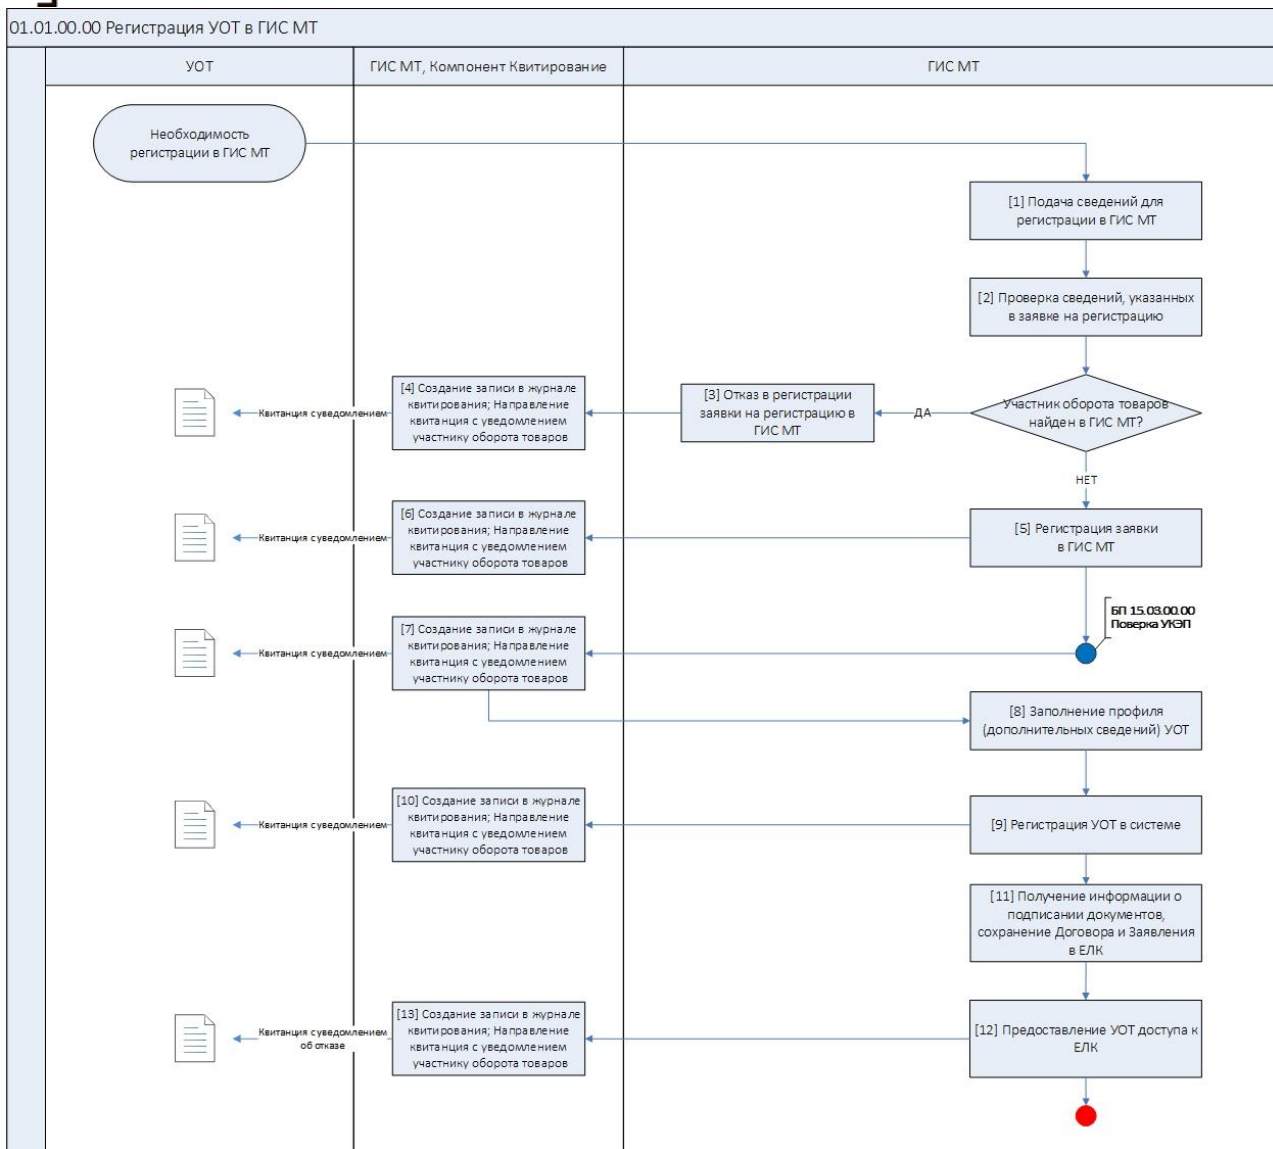 01.01.00.00 Регистрация УОТ в ГИС МТ
УОТ
ГИС МТ, Компонент Квитирование
ГИС МТ
Необходимость
регистрации в ГИС МТ
[1] Подача сведений для
регистрации в ГИС МТ
[2] Проверка сведений, указанных
в заявке на регистрацию
Участник оборота товаров
найден в ГИС МТ?
ДА
[3] Отказ в регистрации
заявки на регистрацию в
ГИС МТ
[4] Создание записи в журнале
квитирования; Направление
квитанция с уведомлением
участнику оборота товаров
Квитанция с уведомлением
НЕТ
[5] Регистрация заявки
в ГИС МТ
[6] Создание записи в журнале
квитирования; Направление
квитанция с уведомлением
участнику оборота товаров
Квитанция с уведомлением
БП 15.03.00.00
Поверка УКЭП
[7] Создание записи в журнале
квитирования; Направление
квитанция с уведомлением
участнику оборота товаров
Квитанция с уведомлением
[8] Заполнение профиля
(дополнительных сведений) УОТ
[9] Регистрация УОТ в системе
[10] Создание записи в журнале
квитирования; Направление
квитанция с уведомлением
участнику оборота товаров
Квитанция с уведомлением
[11] Получение информации о
подписании документов,
сохранение Договора и Заявления
в ЕЛК
[12] Предоставление УОТ доступа к
ЕЛК
[13] Создание записи в журнале
квитирования; Направление
квитанция с уведомлением
участнику оборота товаров
Квитанция с уведомлением
об отказе